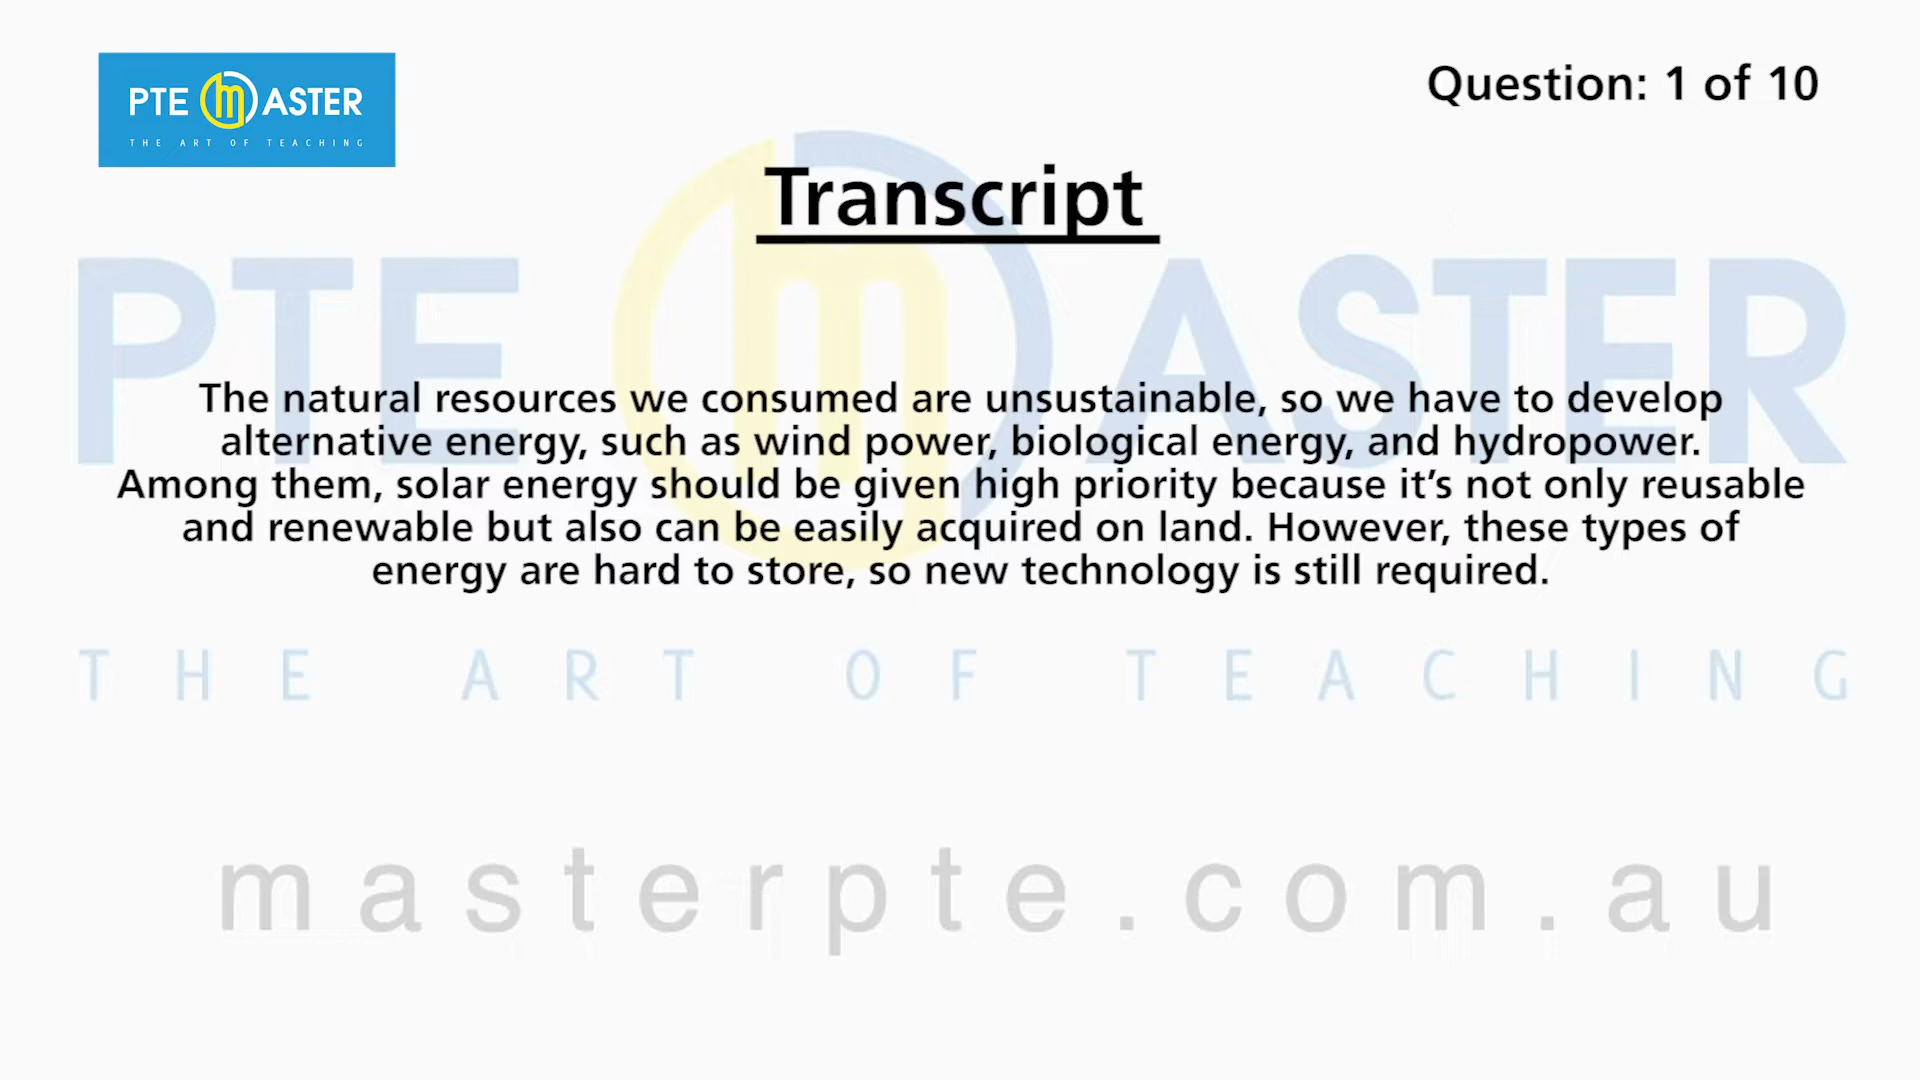 PTE MASTER
THE ART OF TEACHING
Question: 1 of 10
Transcript
PTE MASTER
The natural resources we consumed are unsustainable, so we have to develop
alternative energy, such as wind power, biological energy, and hydropower.
Among them, solar energy should be given high priority because it’s not only reusable
and renewable but also can be easily acquired on land. However, these types of
energy are hard to store, so new technology is still required.
THE ART OF TEACHING
masterpte.com.au